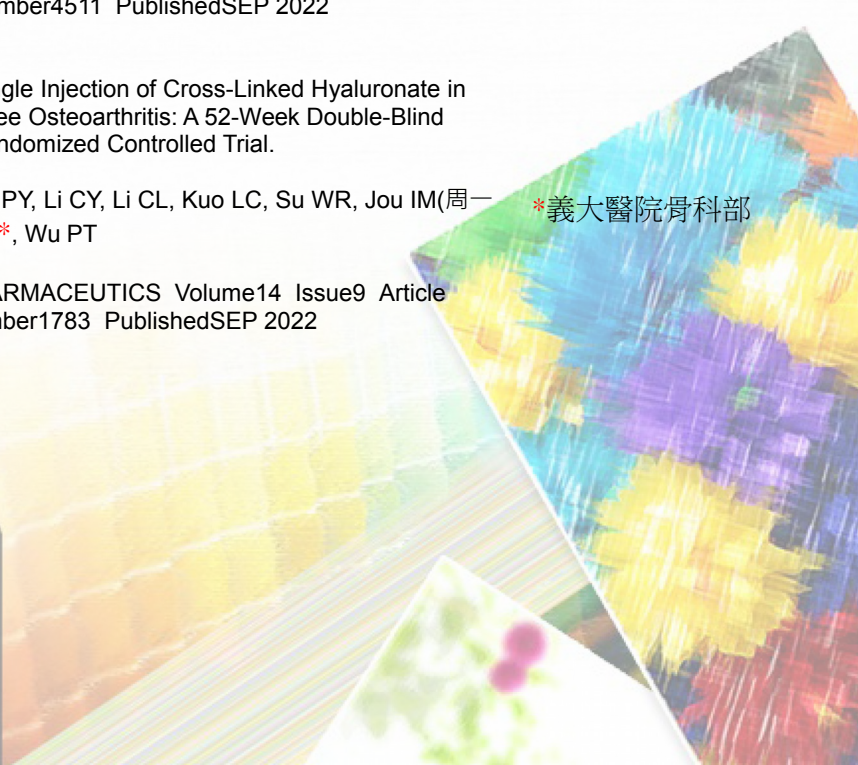 mber4511 PublishedSEP 2022
gle Injection of Cross-Linked Hyaluronate in
ee Osteoarthritis: A 52-Week Double-Blind
ndomized Controlled Trial.
PY, Li CY, Li CL, Kuo LC, Su WR, Jou IM(周一
*, Wu PT
*義大醫院骨科部
ARMACEUTICS Volume14 Issue9 Article
ber1783 PublishedSEP 2022